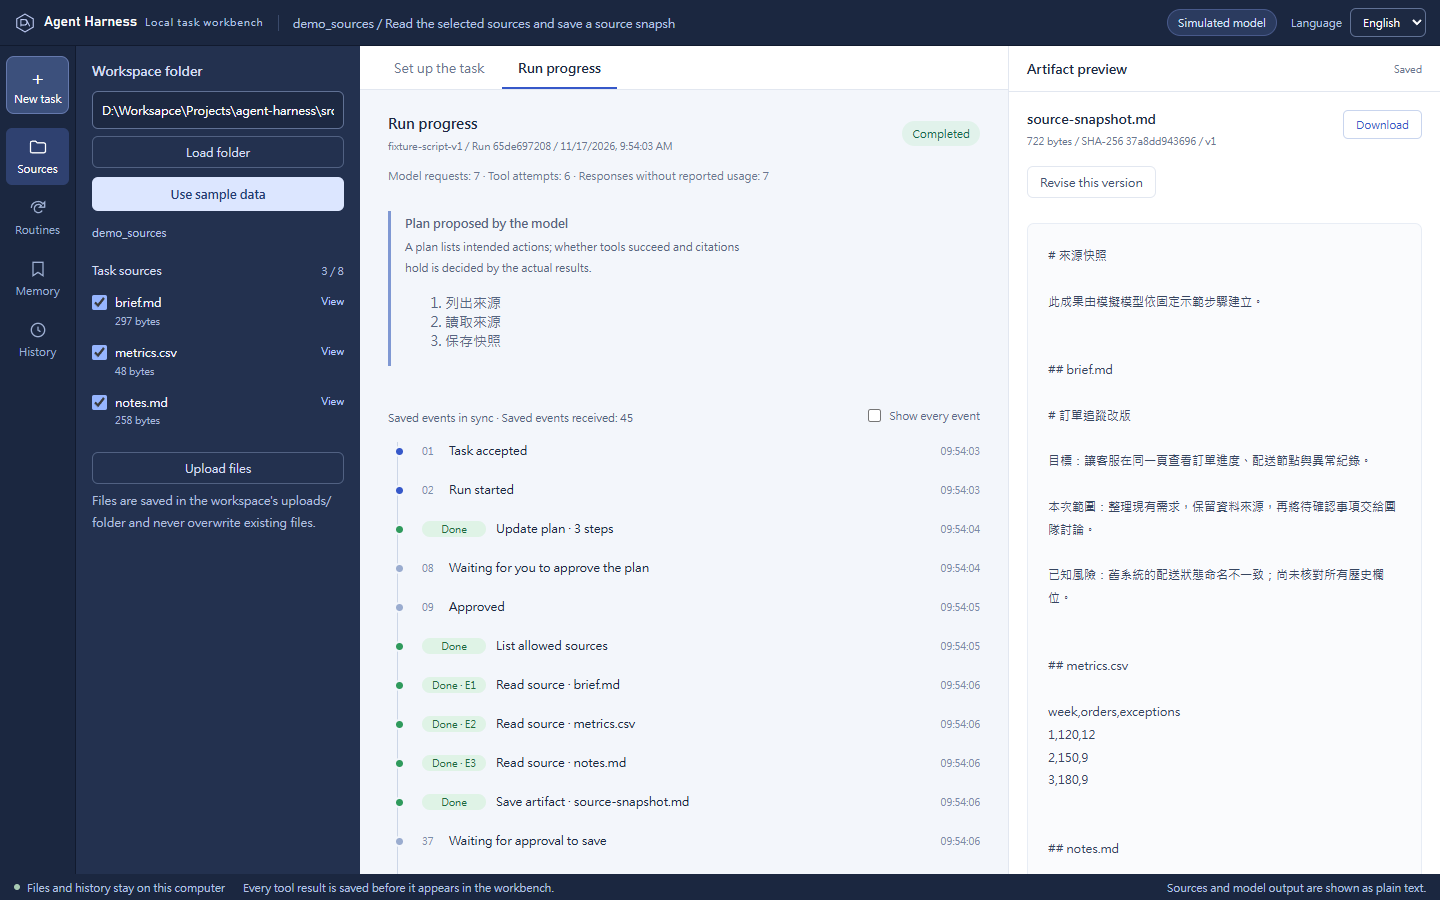 Agent Harness Local task workbench demo_sources / Read the selected sources and save a source snapsh Simulated model Language English
+
New task
Sources
Routines
Memory
History
Workspace folder
D:\Worksapce\Projects\agent-harness\src
Load folder
Use sample data
demo_sources
Task sources 3 / 8
brief.md View
297 bytes
metrics.csv View
48 bytes
notes.md View
258 bytes
Upload files
Files are saved in the workspace's uploads/
folder and never overwrite existing files.
Set up the task Run progress
Run progress
Completed
fixture-script-v1 / Run 65de697208 / 11/17/2026, 9:54:03 AM
Model requests: 7 · Tool attempts: 6 · Responses without reported usage: 7
Plan proposed by the model
A plan lists intended actions; whether tools succeed and citations
hold is decided by the actual results.
1. 列出來源
2. 讀取來源
3. 保存快照
Saved events in sync · Saved events received: 45 Show every event
01 Task accepted 09:54:03
02 Run started 09:54:03
Done Update plan · 3 steps 09:54:04
08 Waiting for you to approve the plan 09:54:04
09 Approved 09:54:05
Done List allowed sources 09:54:05
Done · E1 Read source · brief.md 09:54:06
Done · E2 Read source · metrics.csv 09:54:06
Done · E3 Read source · notes.md 09:54:06
Done Save artifact · source-snapshot.md 09:54:06
37 Waiting for approval to save 09:54:06
Artifact preview Saved
source-snapshot.md
Download
722 bytes / SHA-256 37a8dd943696 / v1
Revise this version
# 來源快照
此成果由模擬模型依固定示範步驟建立。
## brief.md
# 訂單追蹤改版
目標：讓客服在同一頁查看訂單進度、配送節點與異常紀錄。
本次範圍：整理現有需求，保留資料來源，再將待確認事項交給團
隊討論。
已知風險：舊系統的配送狀態命名不一致；尚未核對所有歷史欄
位。
## metrics.csv
week,orders,exceptions
1,120,12
2,150,9
3,180,9
## notes.md
Files and history stay on this computer Every tool result is saved before it appears in the workbench. Sources and model output are shown as plain text.